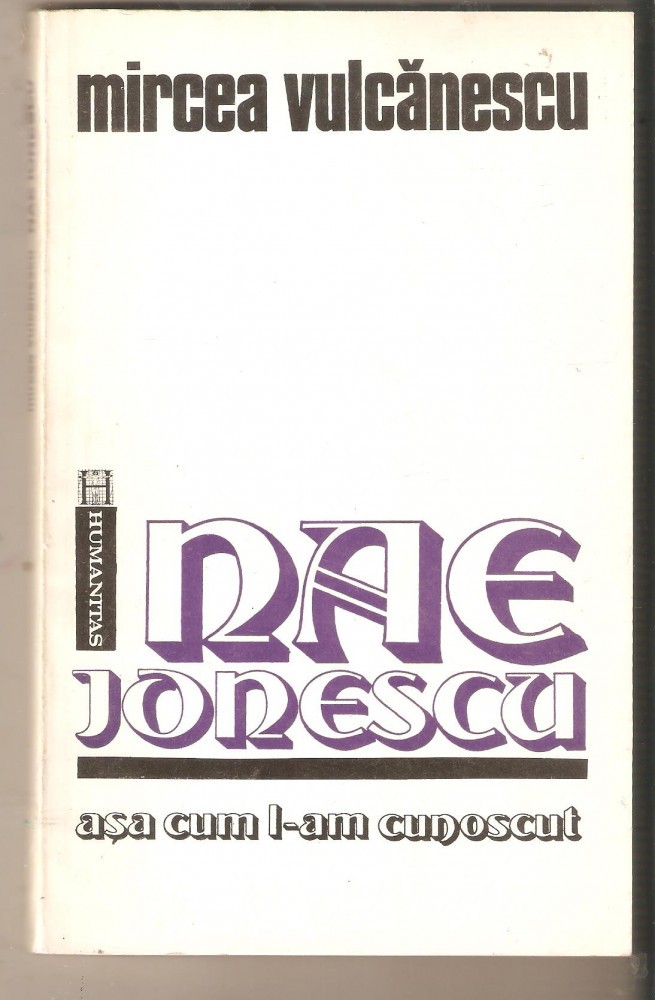 mircea vulcănescu
H
HUMANITAS
NAE
IONESCU
așa cum l-am cunoscut